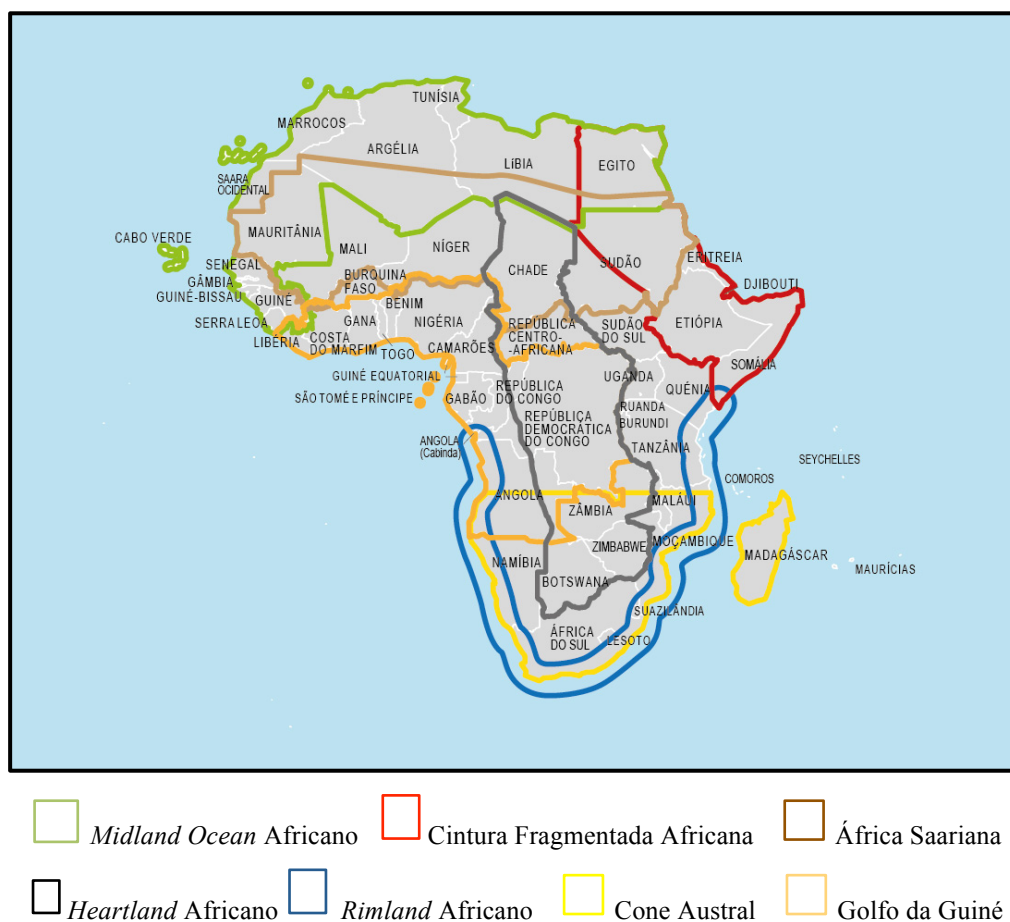 TUNÍSIA
MARROCOS
ARGÉLIA
LíBIA
EGITO
SAARA
OCIDENTAL
MAURITÂNIA
CABO VERDE
MALI
NÍGER
CHADE
SUDÃO
ERITREIA
SENEGAL
GÂMBIA
GUINÉ-BISSAU
GUINÉ
BURQUINA
FASO
BENIM
DJIBOUTI
SERRA LEOA
LIBÉRIA
COSTA
DO MARFIM
GANA
TOGO
NIGÉRIA
CAMARÕES
REPÚBLICA
CENTRO-
-AFRICANA
SUDÃO
DO SUL
ETIÓPIA
SOMÁLIA
GUINÉ EQUATORIAL
SÃO TOMÉ E PRÍNCIPE
GABÃO
REPÚBLICA
DO CONGO
UGANDA
QUÉNIA
REPÚBLICA
DEMOCRÁTICA
DO CONGO
RUANDA
BURUNDI
TANZÂNIA
ANGOLA
(Cabinda)
SEYCHELLES
COMOROS
ANGOLA
ZÂMBIA
MALÁUI
MOÇAMBIQUE
ZIMBABWE
MADAGÁSCAR
MAURÍCIAS
NAMÍBIA
BOTSWANA
SUAZILÂNDIA
ÁFRICA
DO SUL
LESOTO
Midland Ocean Africano Cintura Fragmentada Africana África Saariana
Heartland Africano Rimland Africano Cone Austral Golfo da Guiné